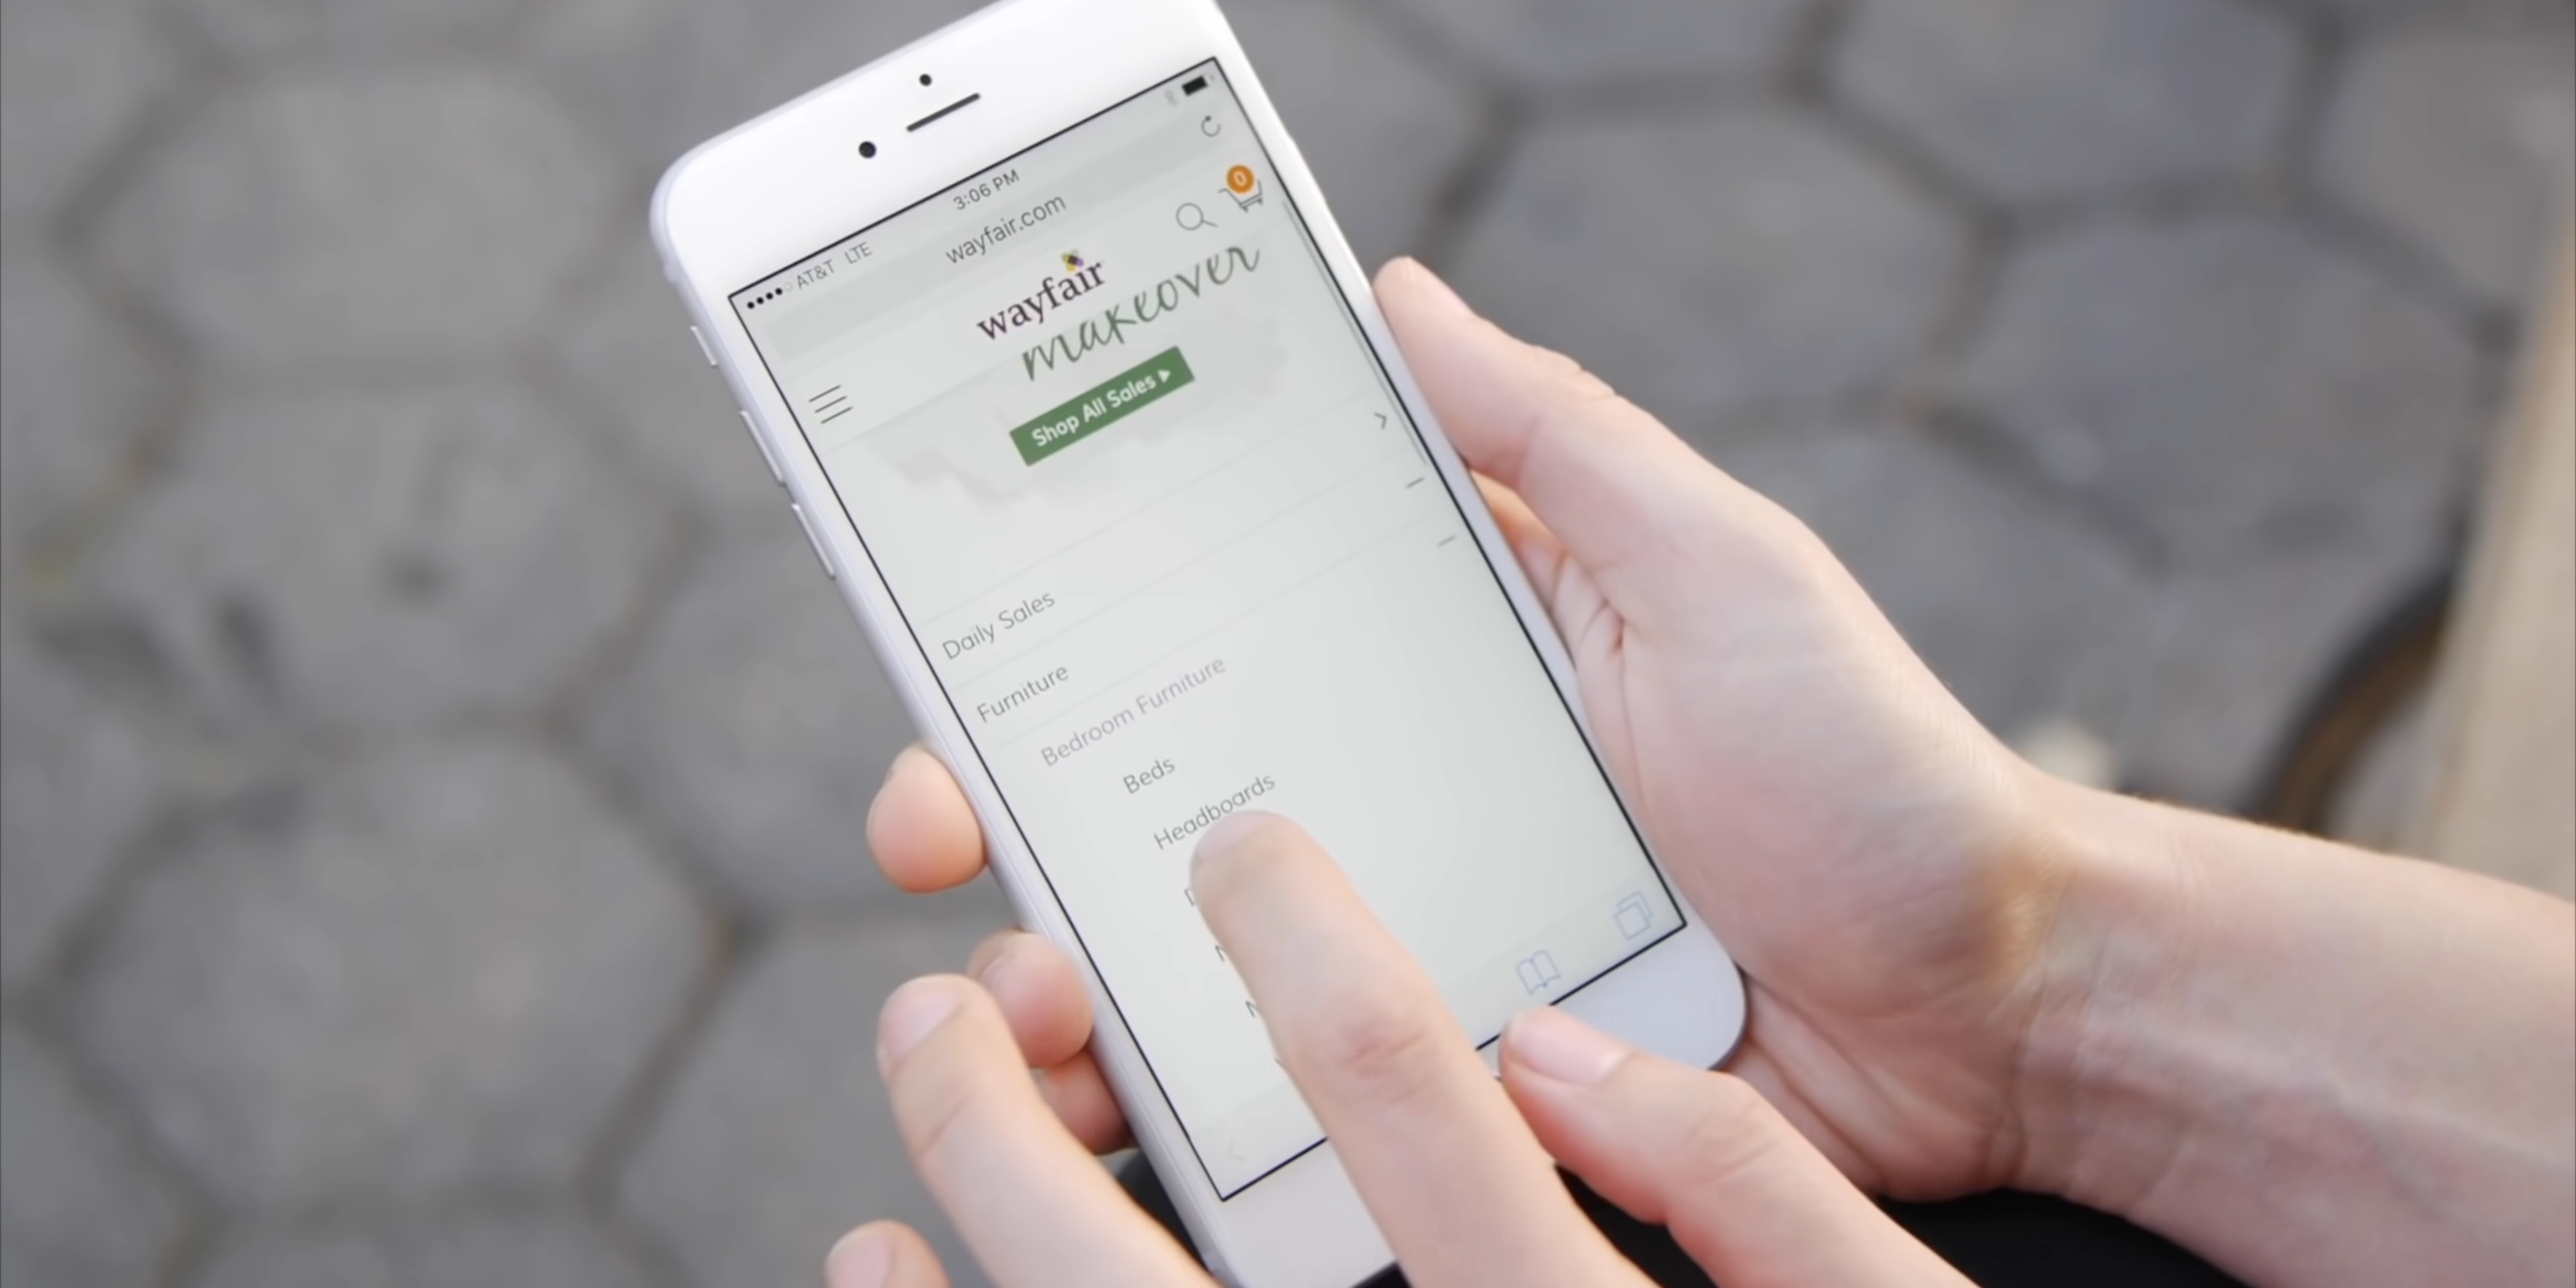 AT&T LTE 3:06 PM
wayfair.com
0
wayfair
makeover
Shop All Sales
Daily Sales
Furniture
Bedroom Furniture
Beds
Headboards